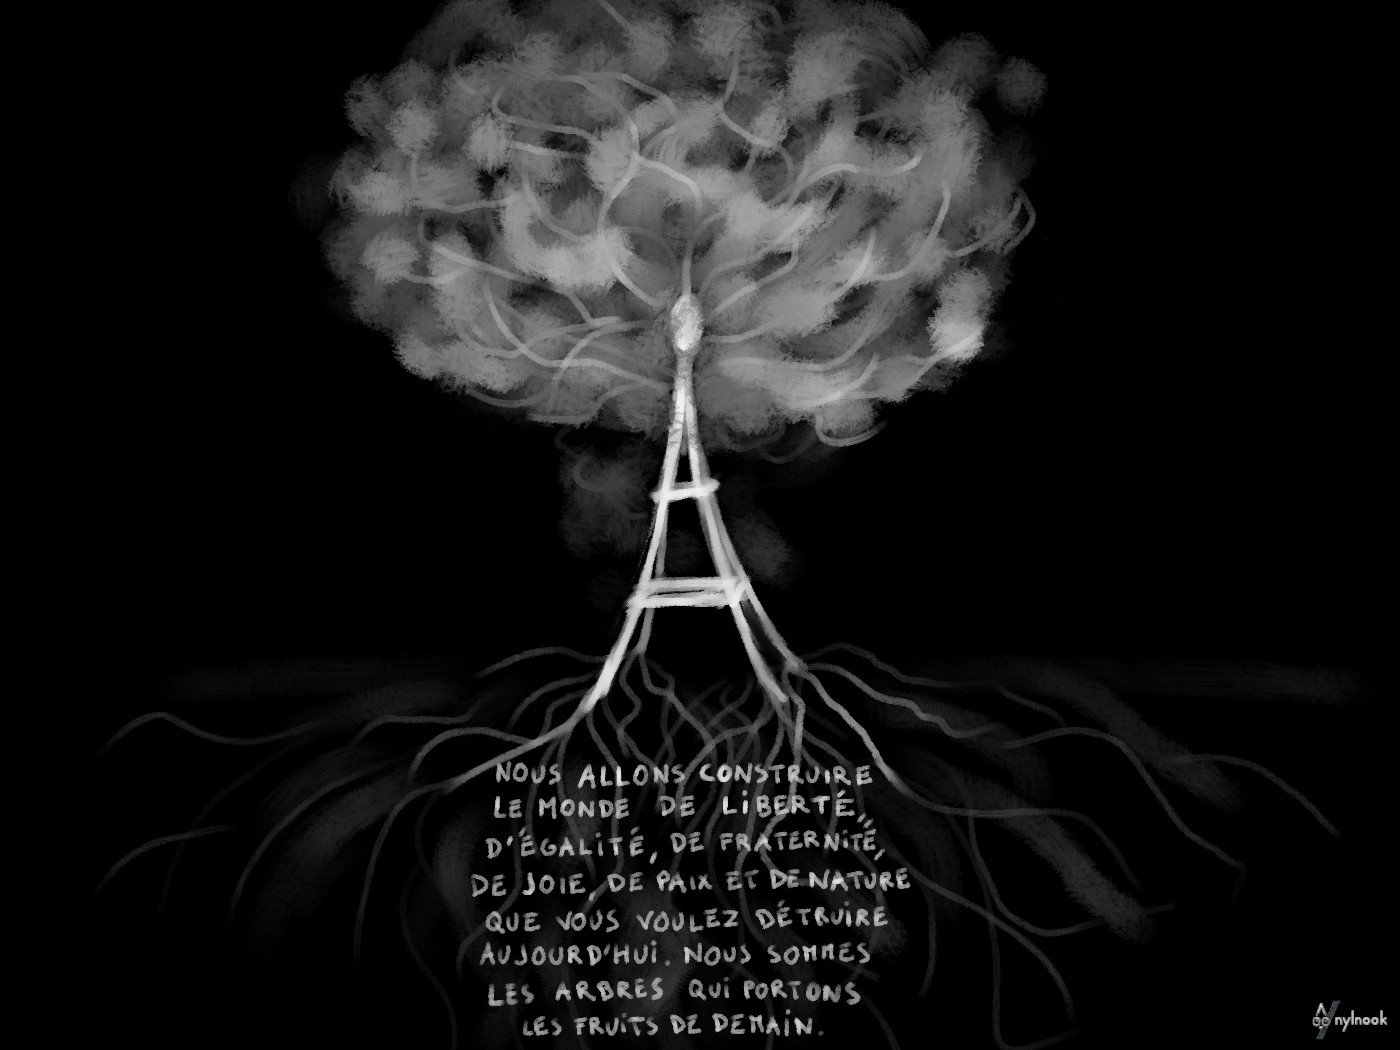 NOUS ALLONS CONSTRUIRE
LE MONDE DE LIBERTÉ,
D'ÉGALITÉ, DE FRATERNITÉ,
DE JOIE, DE PAIX ET DE NATURE
QUE VOUS VOULEZ DÉTRUIRE
AUJOURD'HUI. NOUS SOMMES
LES ARBRES QUI PORTONS
LES FRUITS DE DEMAIN.
nylnook